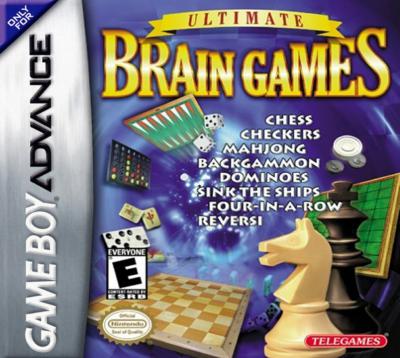 ONLY
FOR
GAME BOY ADVANCE
ULTIMATE
BRAIN GAMES
CHESS
CHECKERS
MAHJONG
BACKGAMMON
DOMINOES
SINK THE SHIPS
FOUR-IN-A-ROW
REVERSI
EVERYONE
E
CONTENT RATED BY
ESRB
Official
Nintendo
Seal of Quality
TELEGAMES